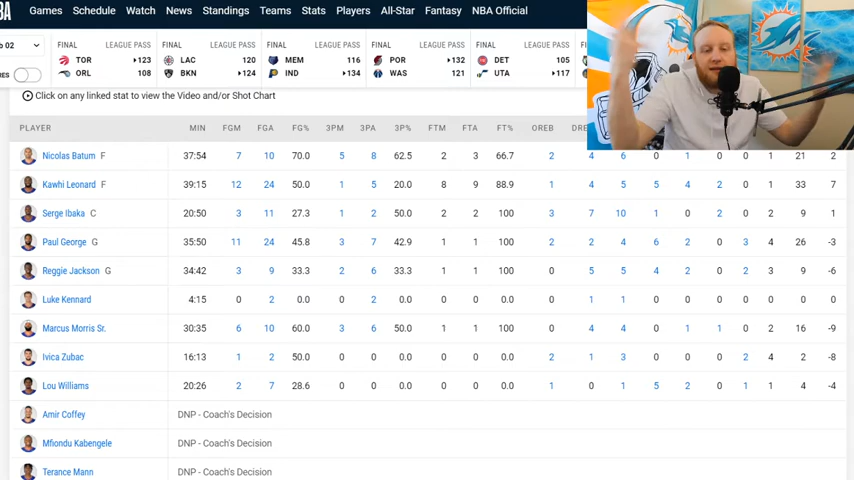 Games Schedule Watch News Standings Teams Stats Players All-Star Fantasy NBA Official
b 02
FINAL LEAGUE PASS FINAL LEAGUE PASS FINAL LEAGUE PASS FINAL LEAGUE PASS FINAL LEAGUE PASS FINAL
TOR 123 LAC 120 MEM 116 POR 132 DET 105
RES ORL 108 BKN 124 IND 134 WAS 121 UTA 117
Click on any linked stat to view the Video and/or Shot Chart
PLAYER MIN FGM FGA FG% 3PM 3PA 3P% FTM FTA FT% OREB DRE
Nicolas Batum F 37:54 7 10 70.0 5 8 62.5 2 3 66.7 2 4 6 0 1 0 0 1 21 2
Kawhi Leonard F 39:15 12 24 50.0 1 5 20.0 8 9 88.9 1 4 5 5 4 2 0 1 33 7
Serge Ibaka C 20:50 3 11 27.3 1 2 50.0 2 2 100 3 7 10 1 0 2 0 2 9 1
Paul George G 35:50 11 24 45.8 3 7 42.9 1 1 100 2 2 4 6 2 0 3 4 26 -3
Reggie Jackson G 34:42 3 9 33.3 2 6 33.3 1 1 100 0 5 5 4 2 0 2 3 9 -6
Luke Kennard 4:15 0 2 0.0 0 2 0.0 0 0 0.0 0 1 1 0 0 0 0 0 0 0
Marcus Morris Sr. 30:35 6 10 60.0 3 6 50.0 1 1 100 0 4 4 0 1 1 0 2 16 -9
Ivica Zubac 16:13 1 2 50.0 0 0 0.0 0 0 0.0 2 1 3 0 0 0 2 4 2 -8
Lou Williams 20:26 2 7 28.6 0 0 0.0 0 0 0.0 1 0 1 5 2 0 1 1 4 -4
Amir Coffey DNP - Coach's Decision
Mfiondu Kabengele DNP - Coach's Decision
Terance Mann DNP - Coach's Decision